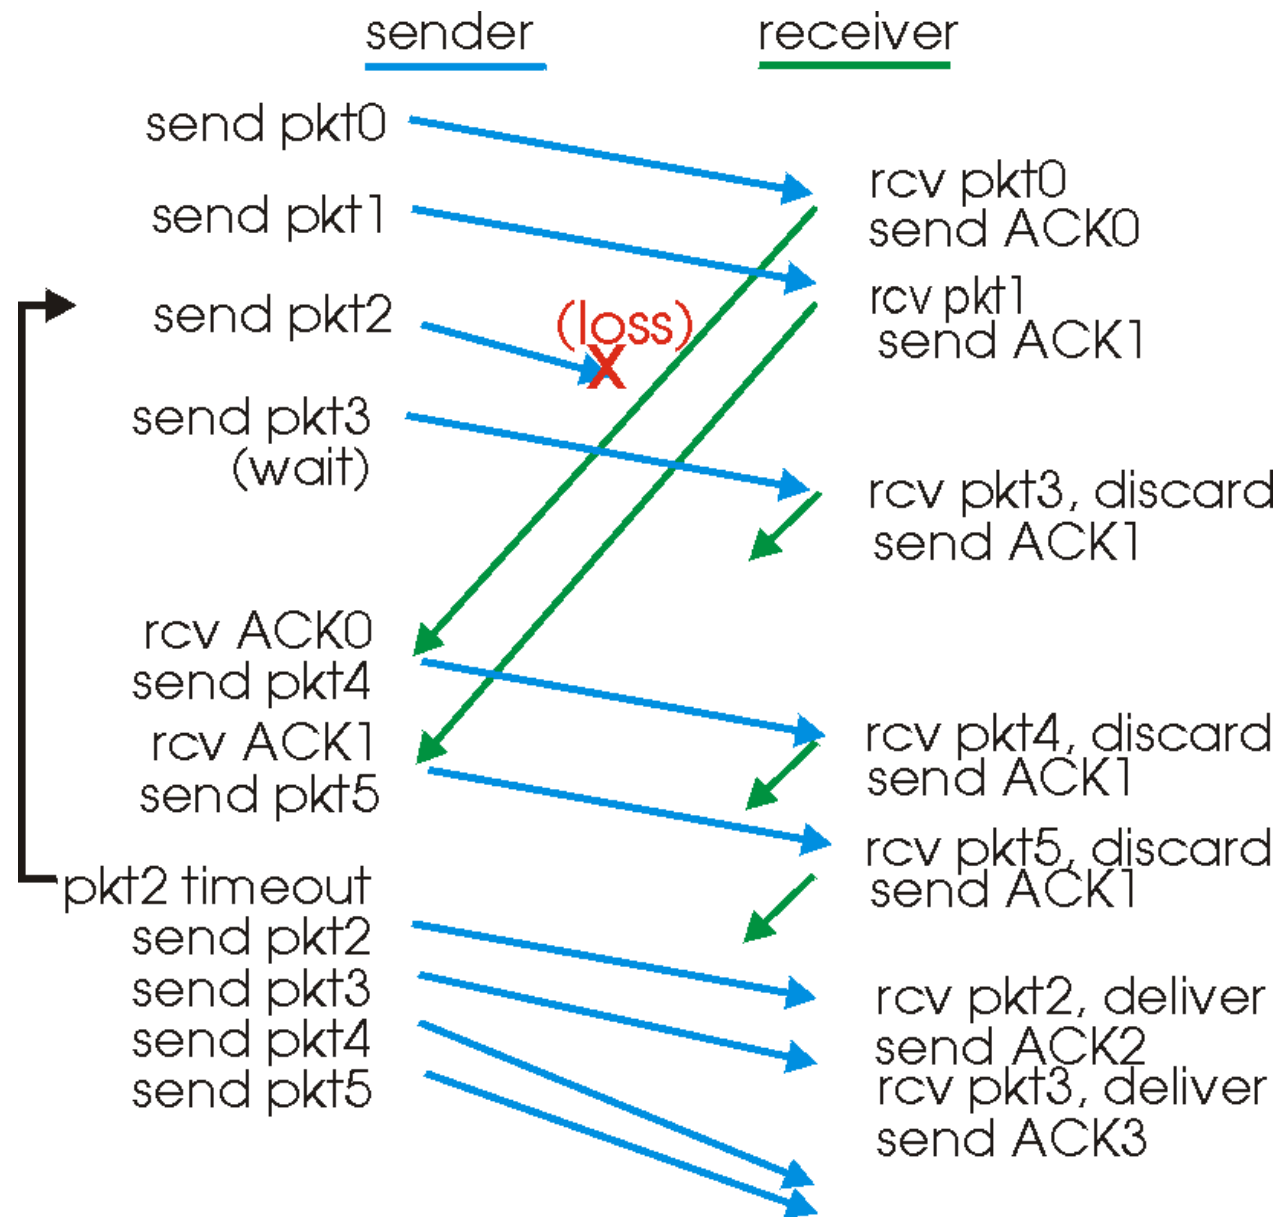 sender
receiver
send pkt0
rcv pkt0
send ACK0
send pkt1
rcv pkt1
send ACK1
send pkt2
(loss)
X
send pkt3
(wait)
rcv pkt3, discard
send ACK1
rcv ACK0
send pkt4
rcv ACK1
send pkt5
rcv pkt4, discard
send ACK1
rcv pkt5, discard
send ACK1
pkt2 timeout
send pkt2
send pkt3
send pkt4
send pkt5
rcv pkt2, deliver
send ACK2
rcv pkt3, deliver
send ACK3